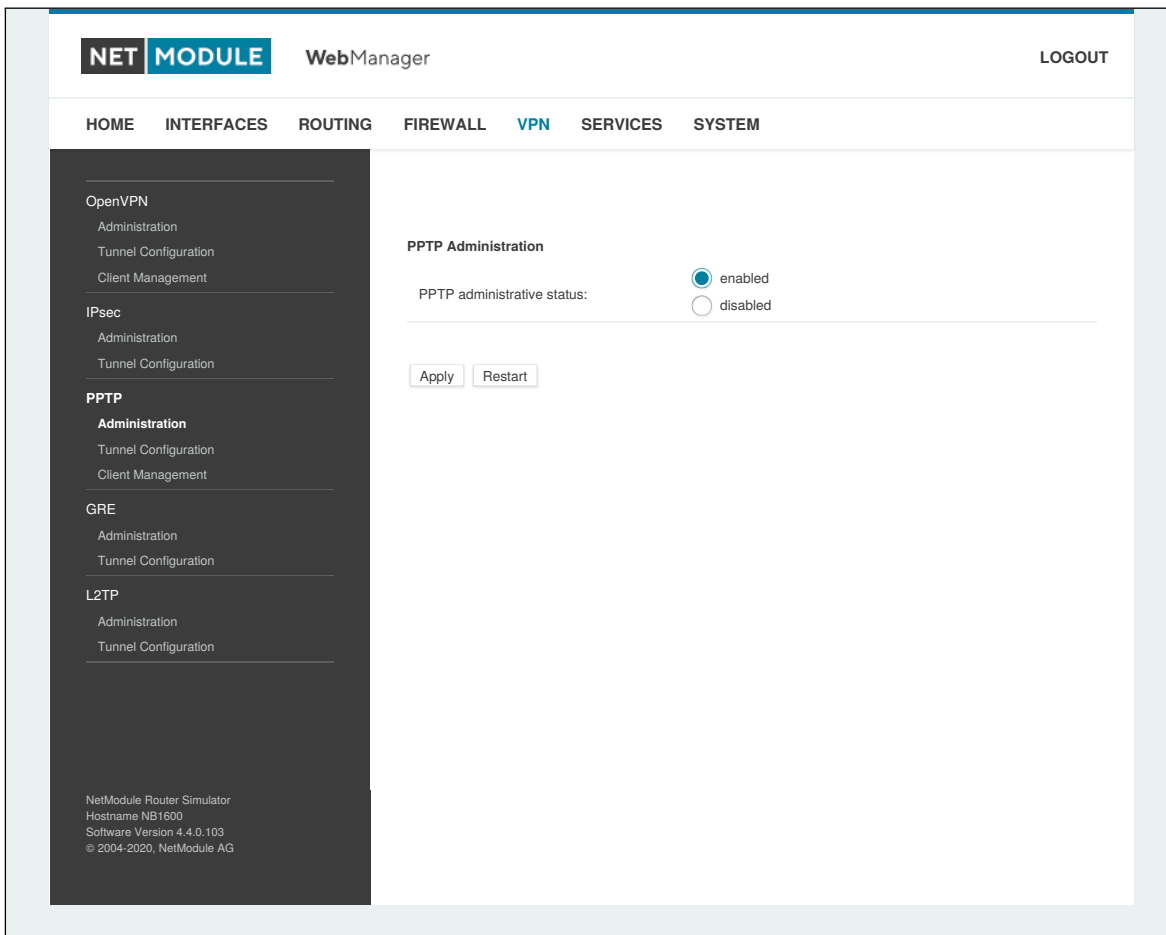 NET MODULE WebManager LOGOUT
HOME INTERFACES ROUTING FIREWALL VPN SERVICES SYSTEM
OpenVPN
Administration
Tunnel Configuration
Client Management
IPsec
Administration
Tunnel Configuration
PPTP
Administration
Tunnel Configuration
Client Management
GRE
Administration
Tunnel Configuration
L2TP
Administration
Tunnel Configuration
NetModule Router Simulator
Hostname NB1600
Software Version 4.4.0.103
© 2004-2020, NetModule AG
PPTP Administration
PPTP administrative status:
enabled
disabled
Apply Restart